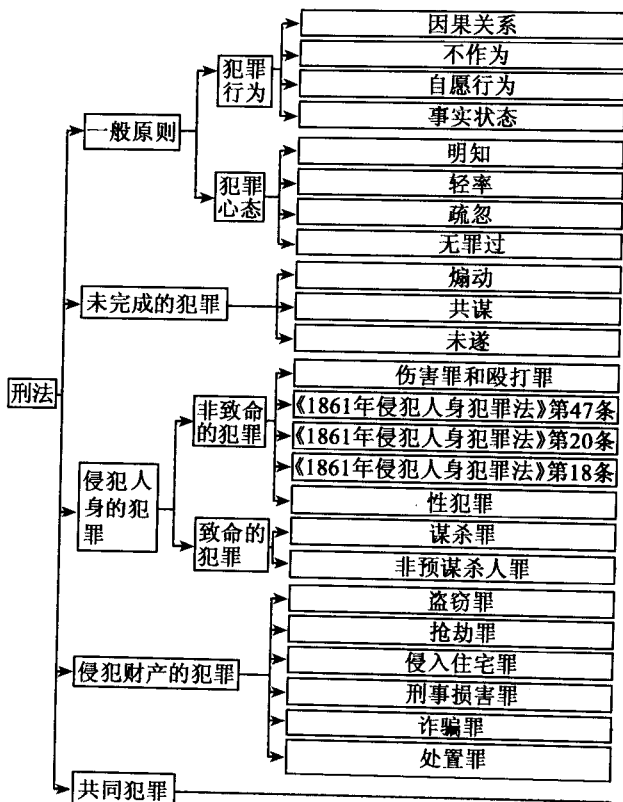 刑法
一般原则
犯罪
行为
因果关系
不作为
自愿行为
事实状态
犯罪
心态
明知
轻率
疏忽
无罪过
未完成的犯罪
煽动
共谋
未遂
侵犯人
身的犯
罪
非致命
的犯罪
伤害罪和殴打罪
《1861年侵犯人身犯罪法》第47条
《1861年侵犯人身犯罪法》第20条
《1861年侵犯人身犯罪法》第18条
性犯罪
致命的
犯罪
谋杀罪
非预谋杀人罪
侵犯财产的犯罪
盗窃罪
抢劫罪
侵入住宅罪
刑事损害罪
诈骗罪
处置罪
共同犯罪